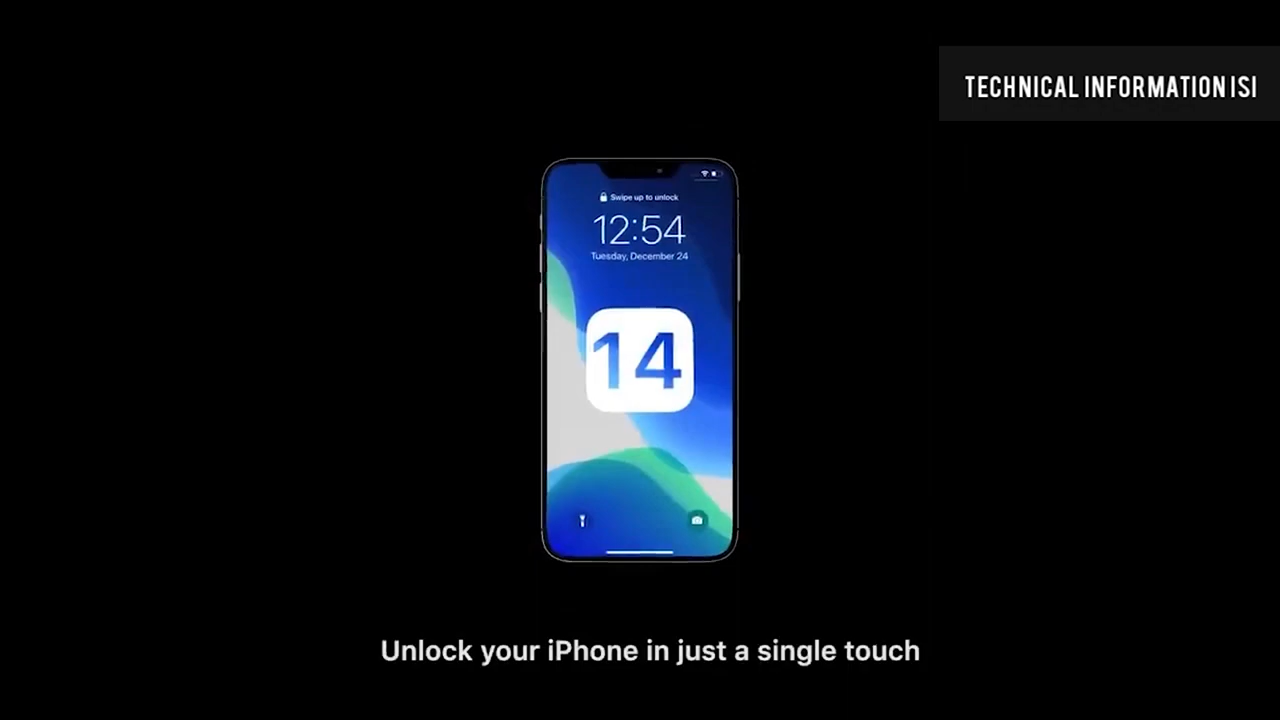 TECHNICAL INFORMATION ISI
Swipe up to unlock
12:54
Tuesday, December 24
14
Unlock your iPhone in just a single touch